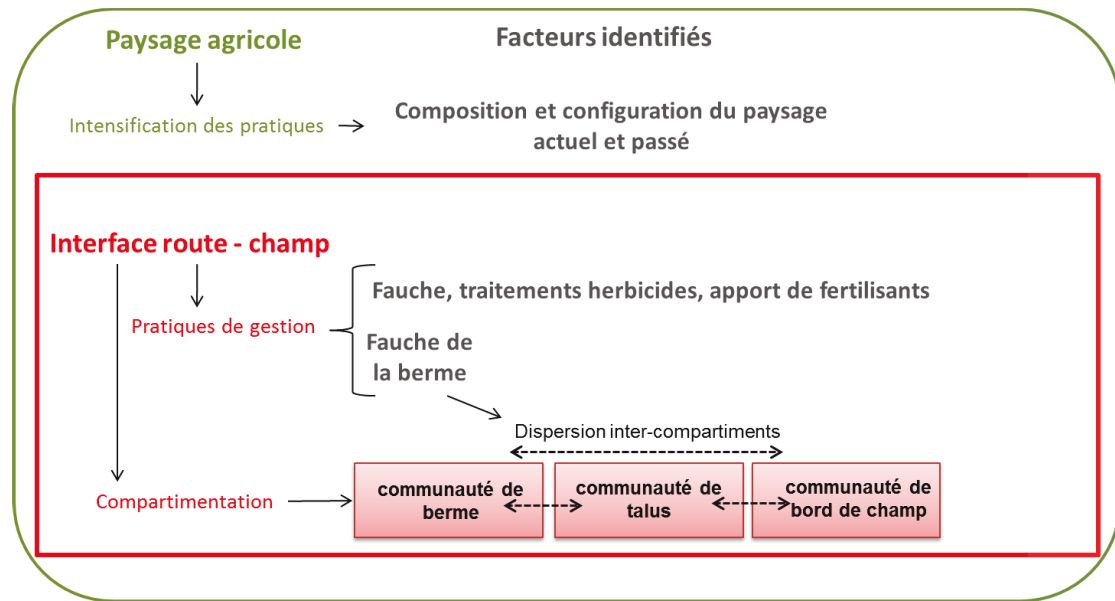 Paysage agricole
Facteurs identifiés
Intensification des pratiques
Composition et configuration du paysage
actuel et passé
Interface route - champ
Fauche, traitements herbicides, apport de fertilisants
Pratiques de gestion
Fauche de
la berme
Dispersion inter-compartiments
Compartimentation
communauté de
berme
communauté de
talus
communauté de
bord de champ